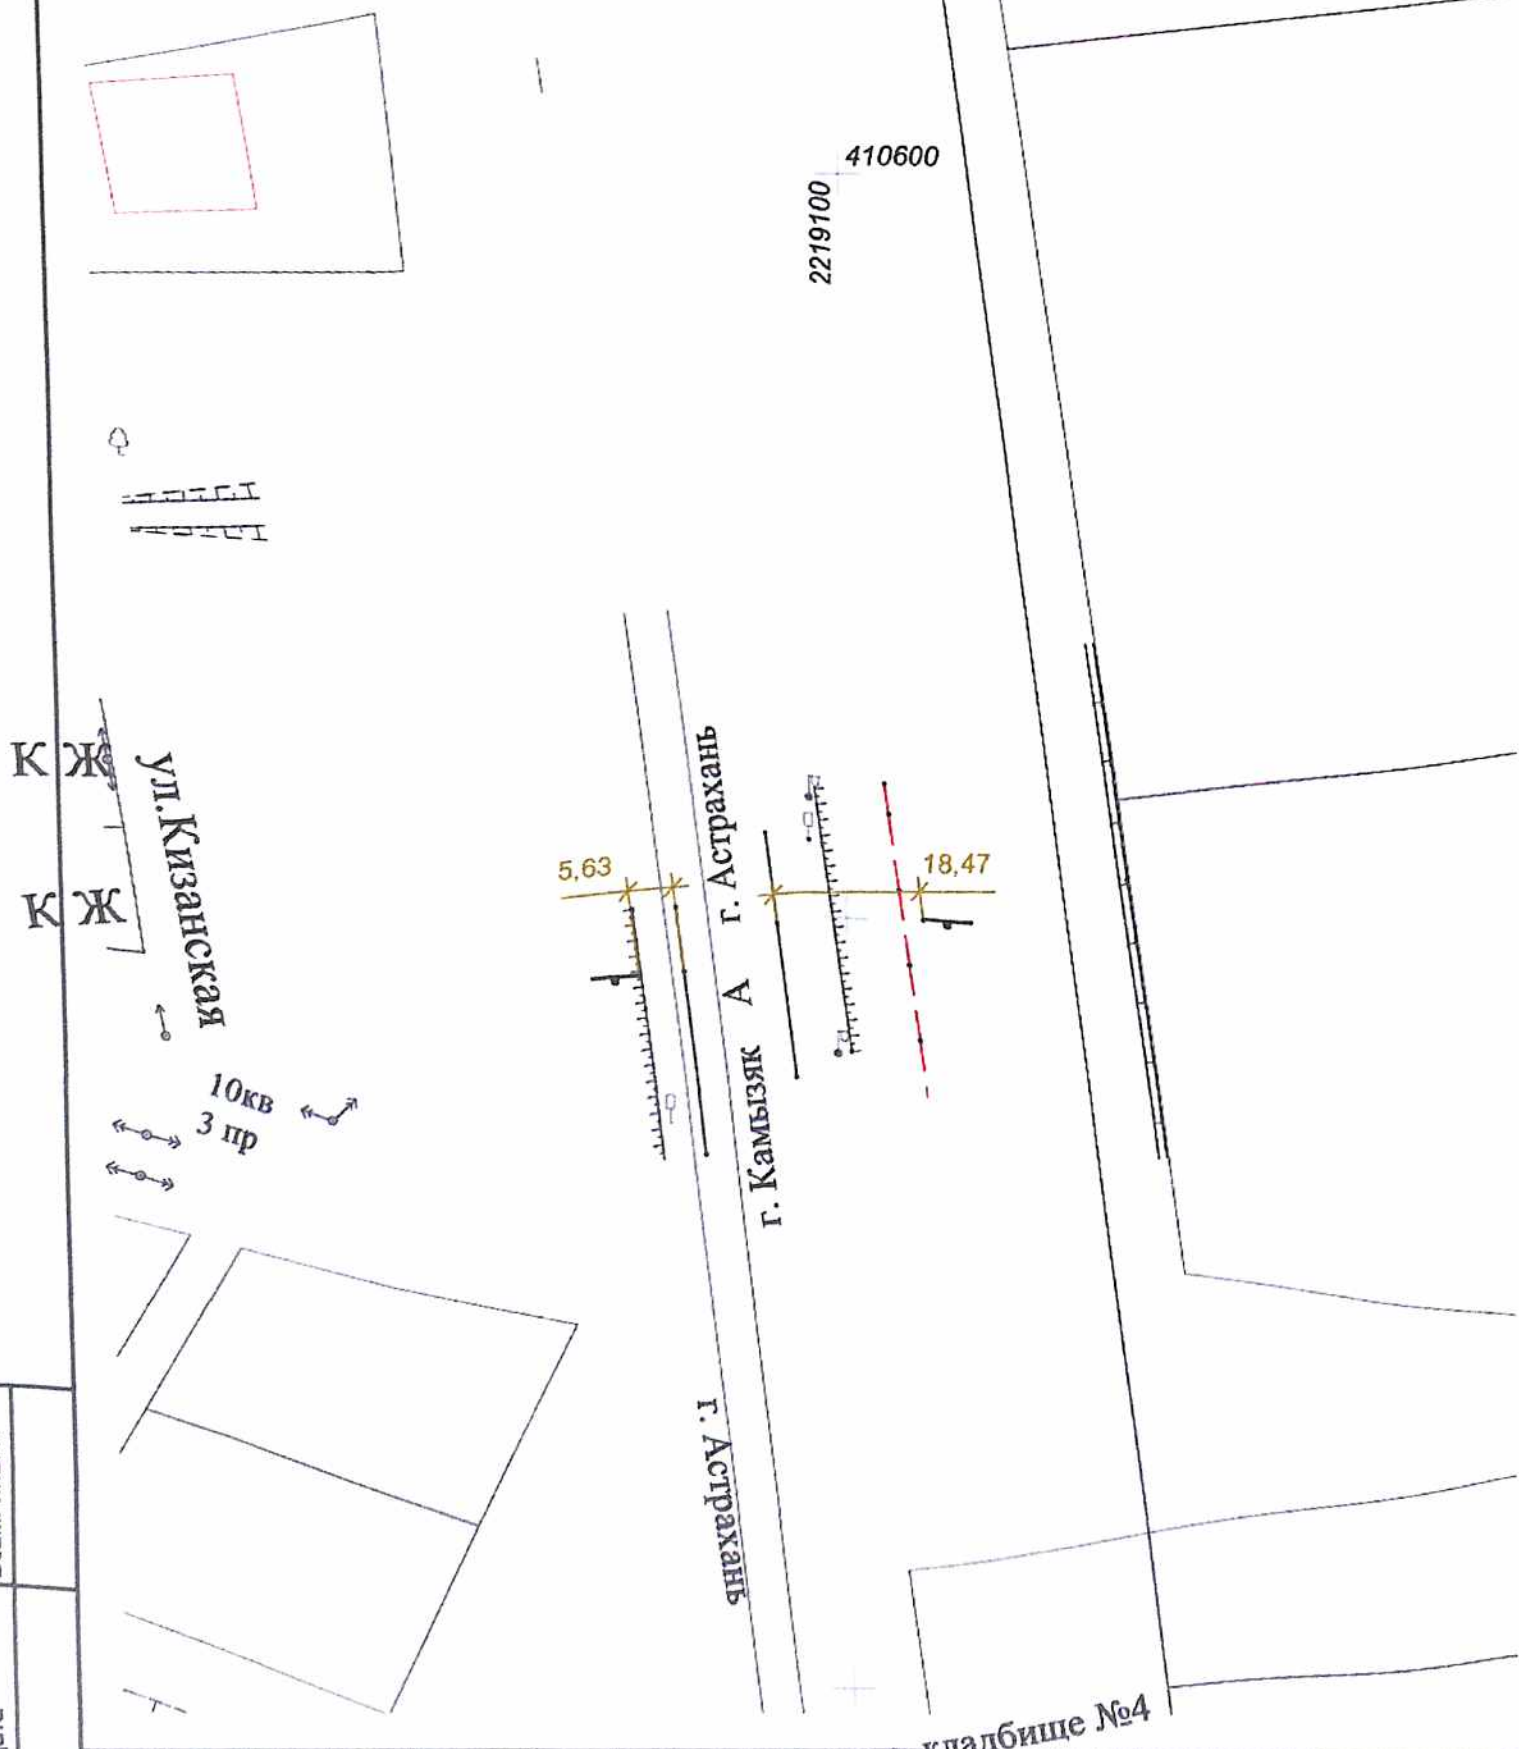 410600
2219100
К Ж
ул.Кизанская
К Ж
5,63
г. Астрахань
18,47
г. Камызяк А
10кв
3 пр
г. Астрахань
кладбище №4